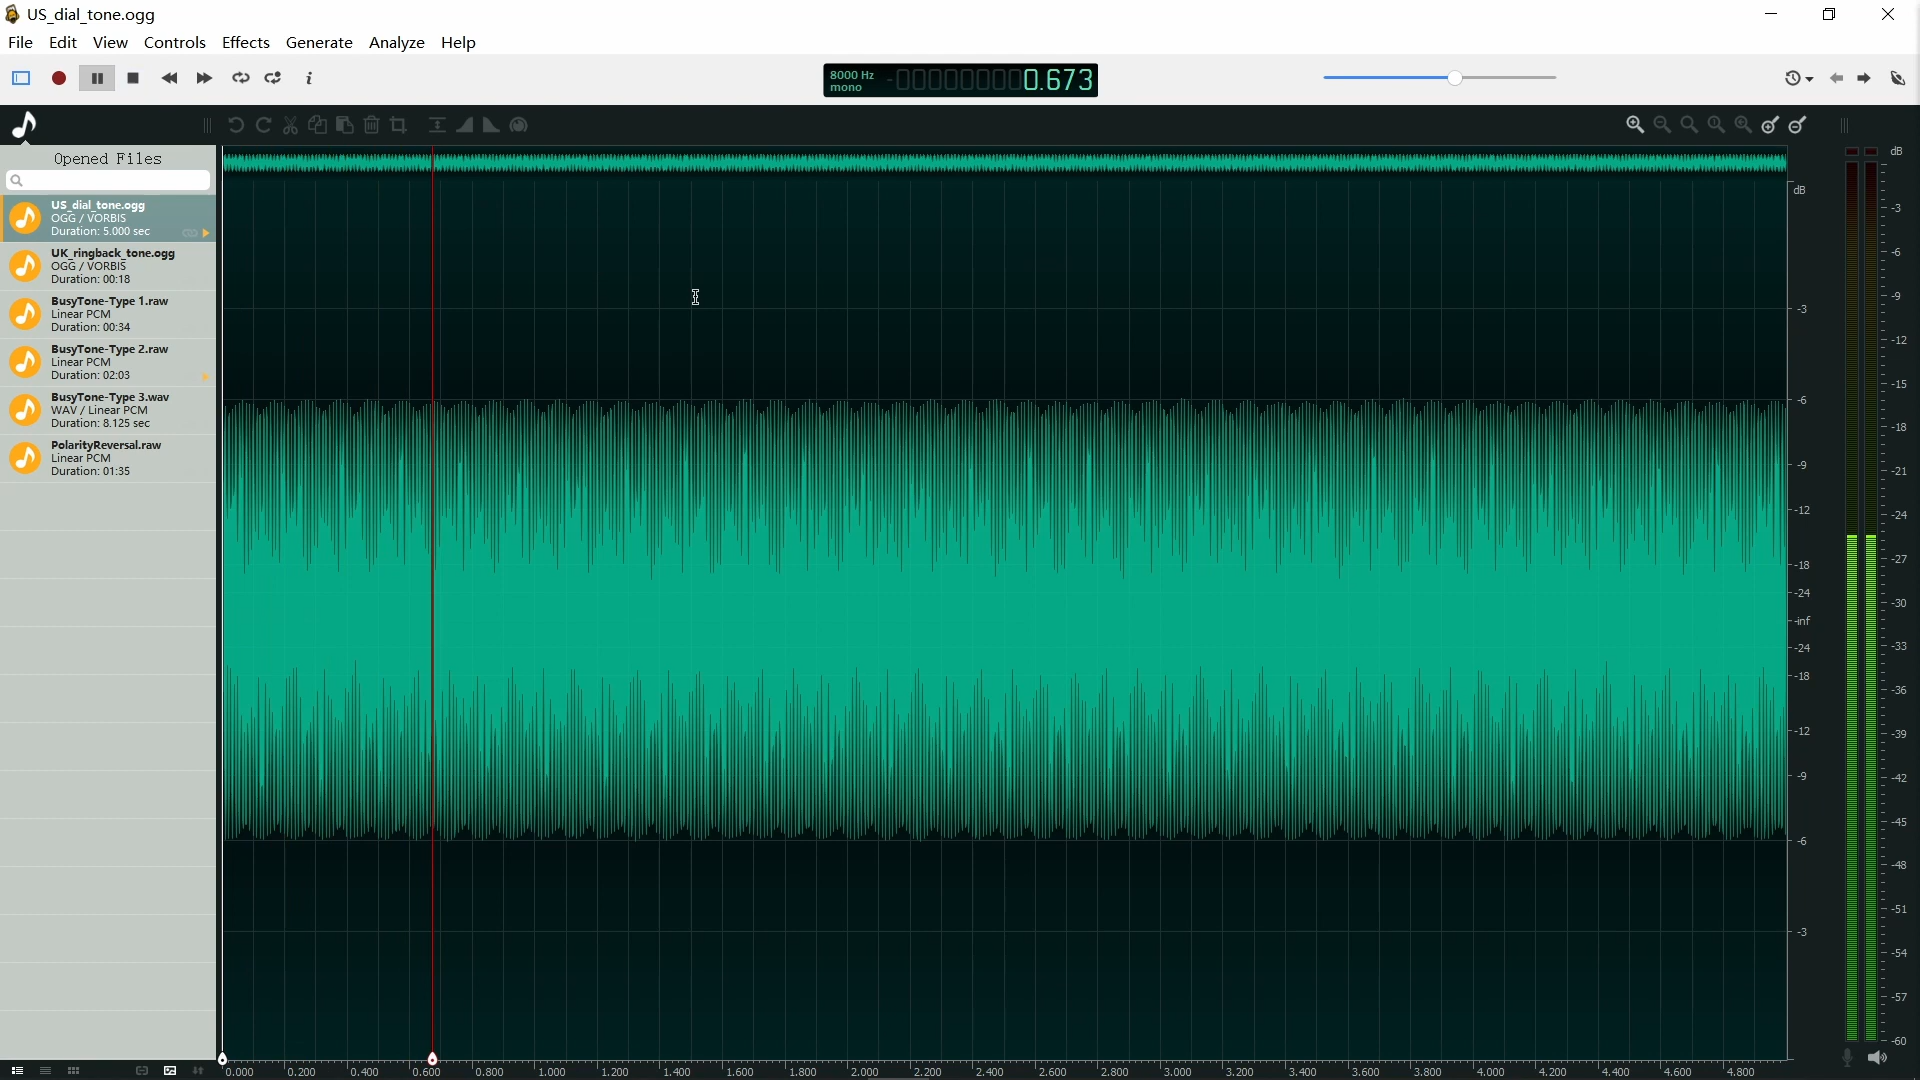 US_dial_tone.ogg
File Edit View Controls Effects Generate Analyze Help
8000 Hz
mono
-0.673
Opened Files
dB
US_dial_tone.ogg
OGG / VORBIS
Duration: 5.000 sec
UK_ringback_tone.ogg
OGG / VORBIS
Duration: 00:18
BusyTone-Type 1.raw
Linear PCM
Duration: 00:34
BusyTone-Type 2.raw
Linear PCM
Duration: 02:03
BusyTone-Type 3.wav
WAV / Linear PCM
Duration: 8.125 sec
PolarityReversal.raw
Linear PCM
Duration: 01:35
dB
-3
-6
-9
-12
-18
-24
-inf
-24
-18
-12
-9
-6
-3
-3
-6
-9
-12
-15
-18
-21
-24
-27
-30
-33
-36
-39
-42
-45
-48
-51
-54
-57
-60
0.000 0.200 0.400 0.600 0.800 1.000 1.200 1.400 1.600 1.800 2.000 2.200 2.400 2.600 2.800 3.000 3.200 3.400 3.600 3.800 4.000 4.200 4.400 4.600 4.800